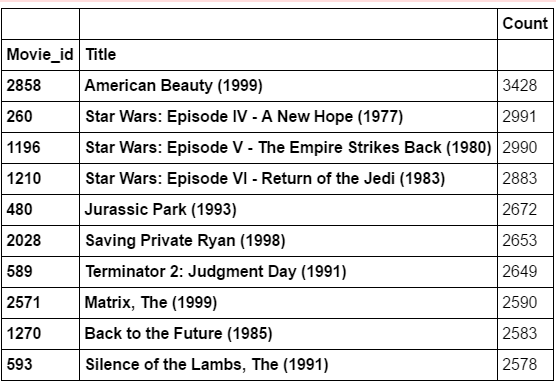 Count
Movie_id Title
2858 American Beauty (1999) 3428
260 Star Wars: Episode IV - A New Hope (1977) 2991
1196 Star Wars: Episode V - The Empire Strikes Back (1980) 2990
1210 Star Wars: Episode VI - Return of the Jedi (1983) 2883
480 Jurassic Park (1993) 2672
2028 Saving Private Ryan (1998) 2653
589 Terminator 2: Judgment Day (1991) 2649
2571 Matrix, The (1999) 2590
1270 Back to the Future (1985) 2583
593 Silence of the Lambs, The (1991) 2578